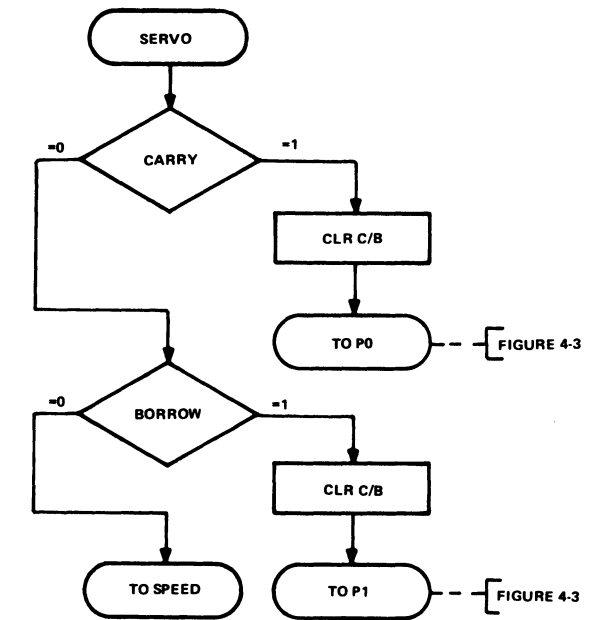 SERVO
=0
CARRY
=1
CLR C/B
TO P0
FIGURE 4-3
=0
BORROW
=1
CLR C/B
TO SPEED
TO P1
FIGURE 4-3